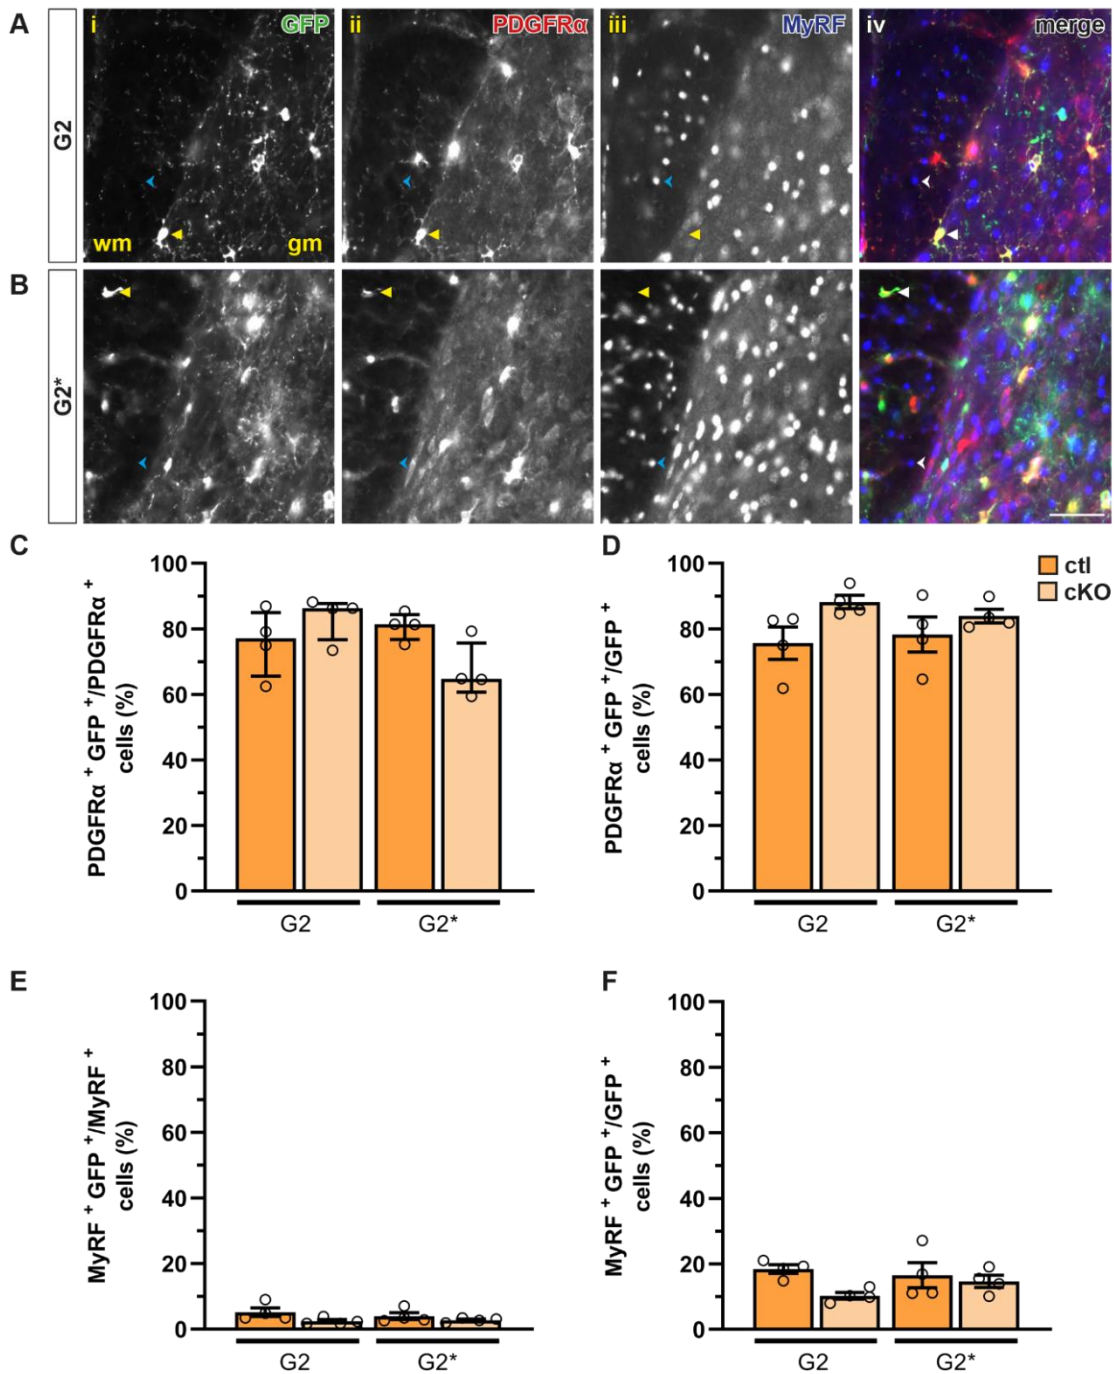 A
i
GFP
ii
PDGFRα
iii
MyRF
iv
merge
G2
wm
gm
B
G2*
C
PDGFRα + GFP +/PDGFRα +
cells (%)
100
80
60
40
20
0
G2
G2*
D
PDGFRα + GFP +/GFP +
cells (%)
100
80
60
40
20
0
G2
G2*
ctl
cKO
E
MyRF + GFP +/MyRF +
cells (%)
100
80
60
40
20
0
G2
G2*
F
MyRF + GFP +/GFP +
cells (%)
100
80
60
40
20
0
G2
G2*